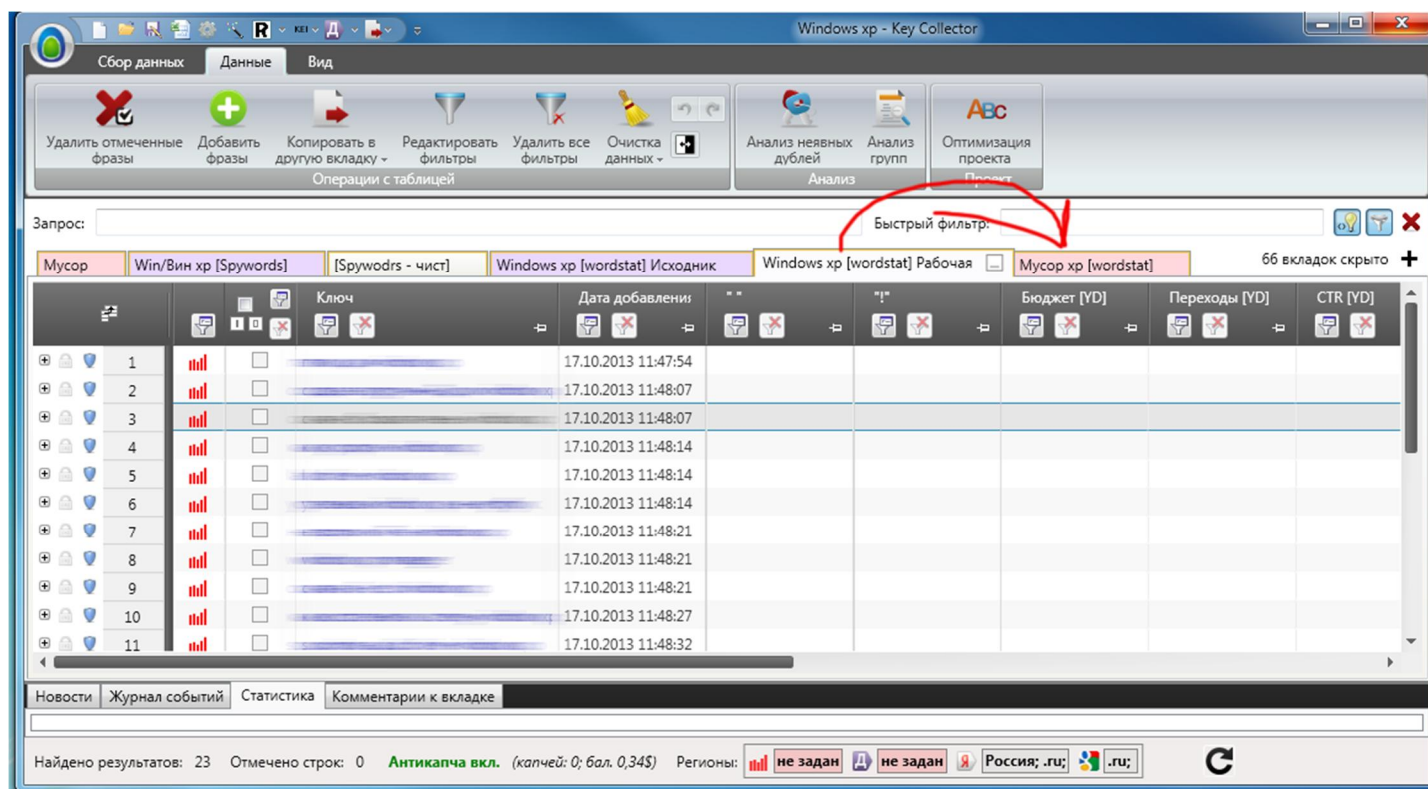 R KEI Д Windows xp - Key Collector
Сбор данных Данные Вид
Удалить отмеченные фразы Добавить фразы Копировать в другую вкладку Редактировать фильтры Удалить все фильтры Очистка данных Анализ неявных дублей Анализ групп ABC Оптимизация проекта
Операции с таблицей Анализ Проект
Запрос: Быстрый фильтр:
Мусор Win/Вин xp [Spywords] [Spywodrs - чист] Windows xp [wordstat] Исходник Windows xp [wordstat] Рабочая ... Мусор xp [wordstat] 66 вкладок скрыто +
Ключ Дата добавления " " "!" Бюджет [YD] Переходы [YD] CTR [YD]
1 17.10.2013 11:47:54
2 17.10.2013 11:48:07
3 17.10.2013 11:48:07
4 17.10.2013 11:48:14
5 17.10.2013 11:48:14
6 17.10.2013 11:48:14
7 17.10.2013 11:48:21
8 17.10.2013 11:48:21
9 17.10.2013 11:48:21
10 17.10.2013 11:48:27
11 17.10.2013 11:48:32
Новости Журнал событий Статистика Комментарии к вкладке
Найдено результатов: 23 Отмечено строк: 0 Антикапча вкл. (капчей: 0; бал. 0,34$) Регионы: не задан Д не задан Я Россия; .ru; .ru;